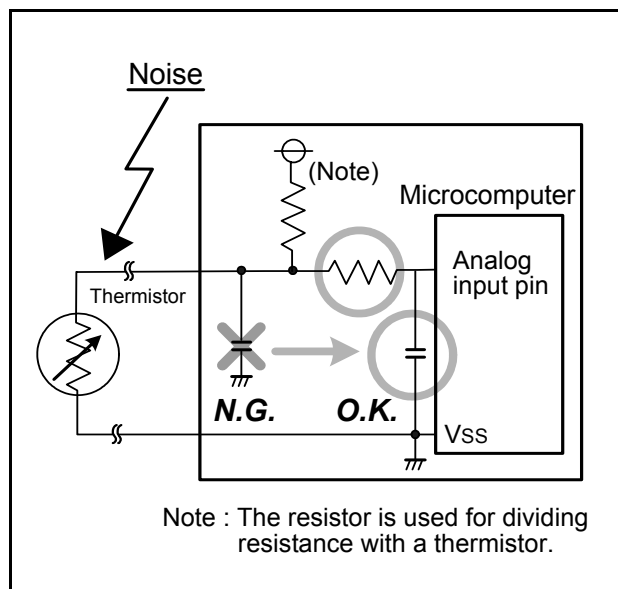 Noise
(Note)
Microcomputer
Analog
input pin
Thermistor
N.G.
O.K.
VSS
Note : The resistor is used for dividing
resistance with a thermistor.